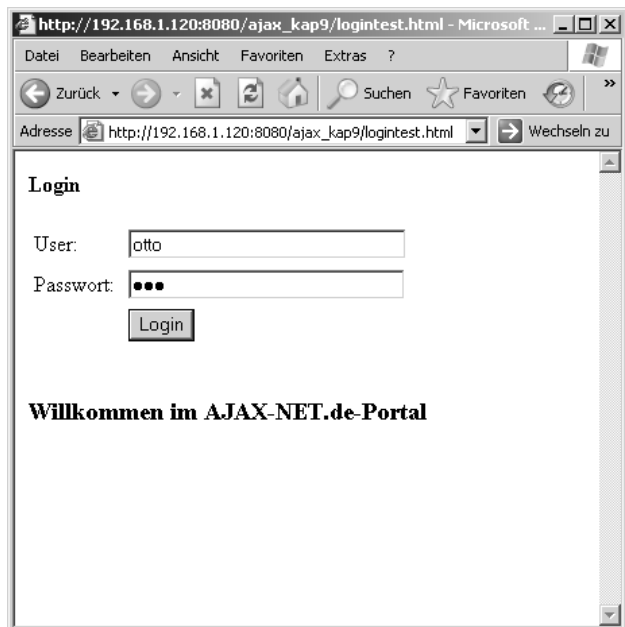 http://192.168.1.120:8080/ajax_kap9/logintest.html - Microsoft ...
Datei Bearbeiten Ansicht Favoriten Extras ?
Zurück Suchen Favoriten »
Adresse http://192.168.1.120:8080/ajax_kap9/logintest.html Wechseln zu
Login
User: otto
Passwort: ●●●
Login
Willkommen im AJAX-NET.de-Portal